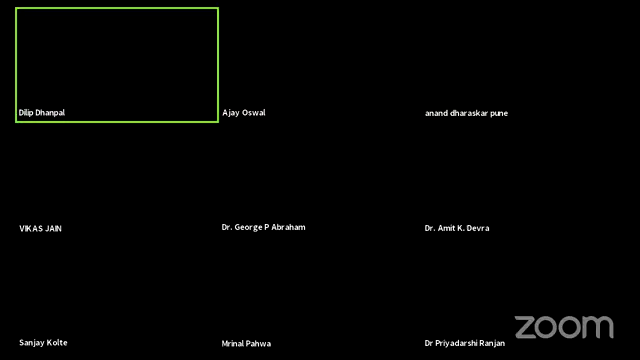 Dilip Dhanpal
Ajay Oswal
anand dharaskar pune
VIKAS JAIN
Dr. George P Abraham
Dr. Amit K. Devra
Sanjay Kolte
Mrinal Pahwa
Dr Priyadarshi Ranjan
zoom